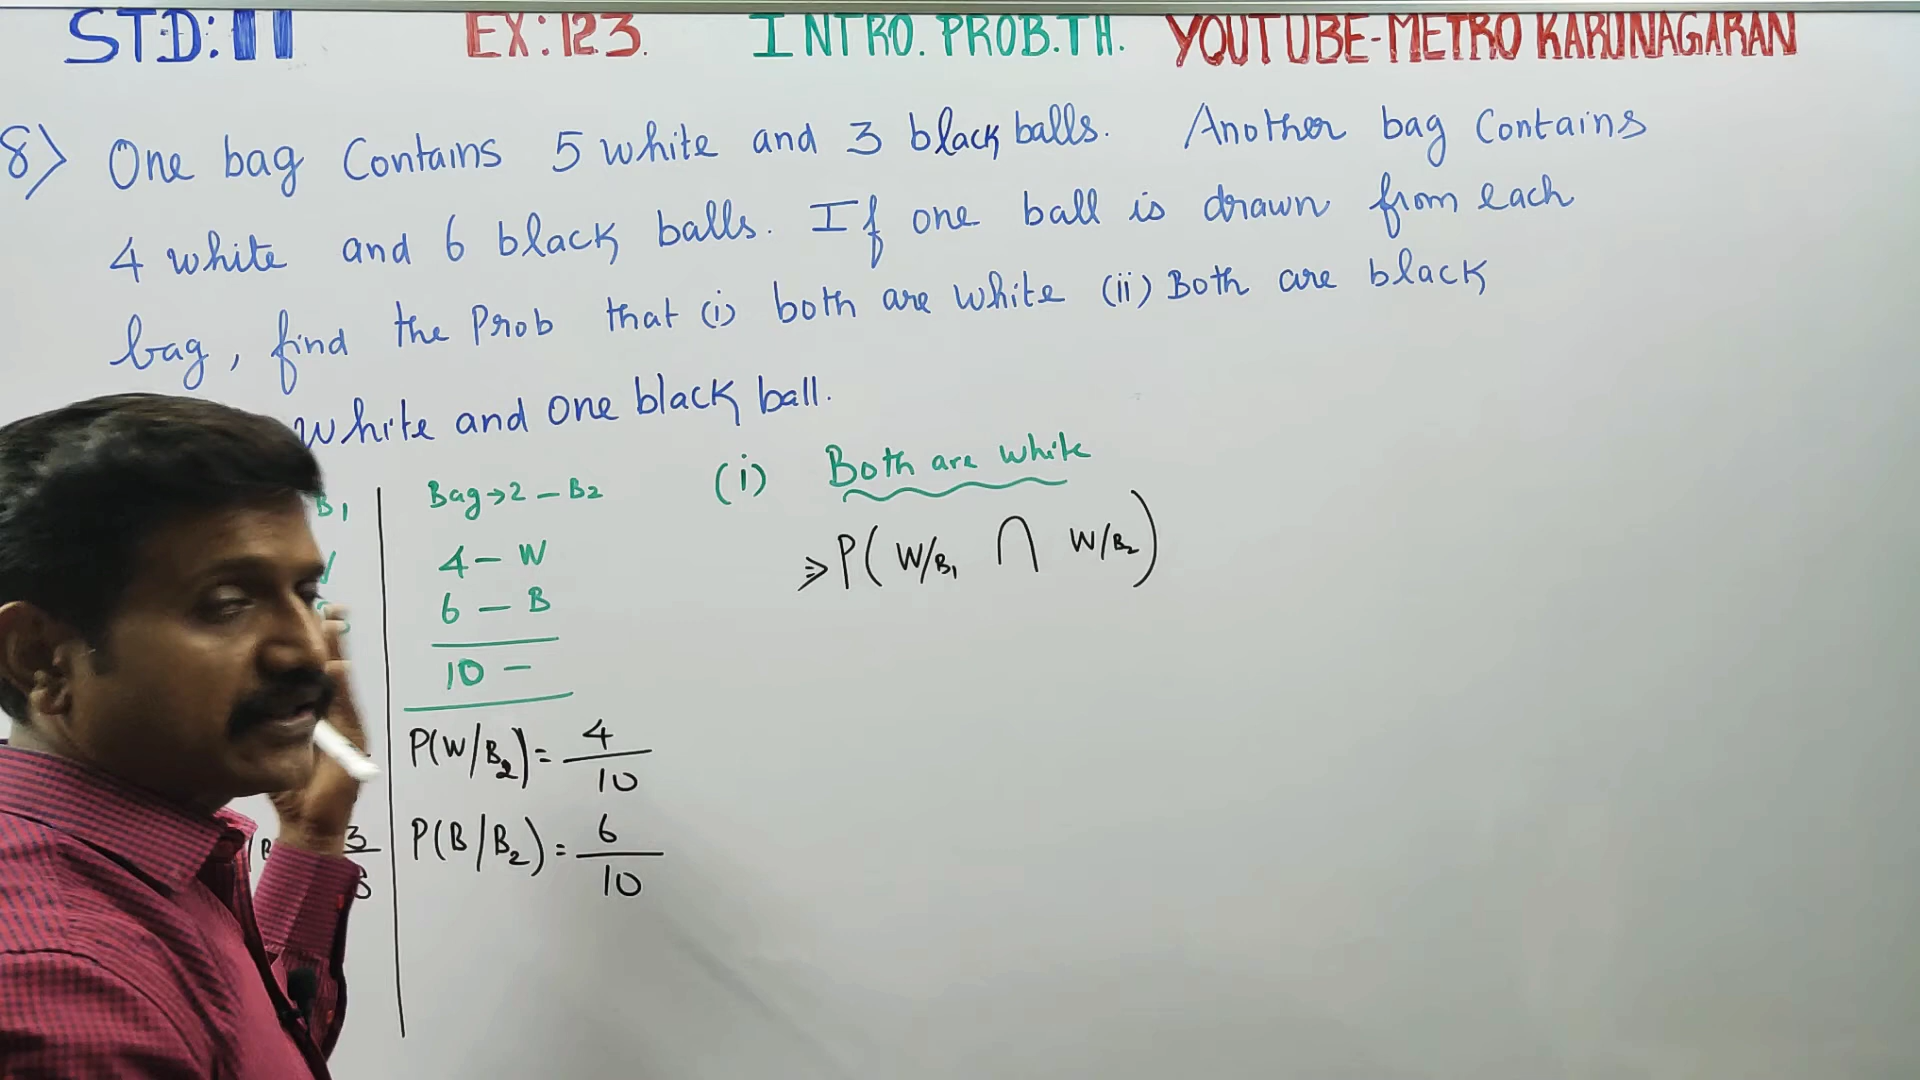 STD: 11 EX: 12.3. INTRO. PROB. TH. YOUTUBE-METRO KARUNAGARAN
8) One bag Contains 5 white and 3 black balls. Another bag Contains
4 white and 6 black balls. If one ball is drawn from each
bag, find the Prob that (i) both are white (ii) Both are black
white and one black ball.
B1 Bag→2 – B2 (i) Both are white
4 – W ⇒ P( W/B1 ∩ W/B2 )
6 – B
10 –
P(W/B2) = 4/10
3 P(B/B2) = 6/10